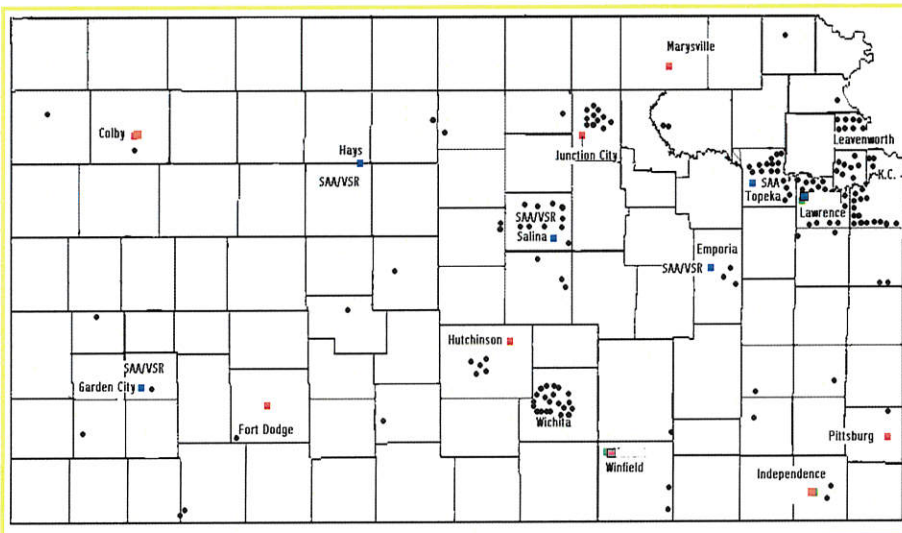 Marysville
Colby
Leavenworth
Hays
Junction City
K.C.
SAA/VSR
SAA
Topeka
Lawrence
SAA/VSR
Salina
Emporia
SAA/VSR
Hutchinson
SAA/VSR
Garden City
Fort Dodge
Wichita
Pittsburg
Winfield
Independence